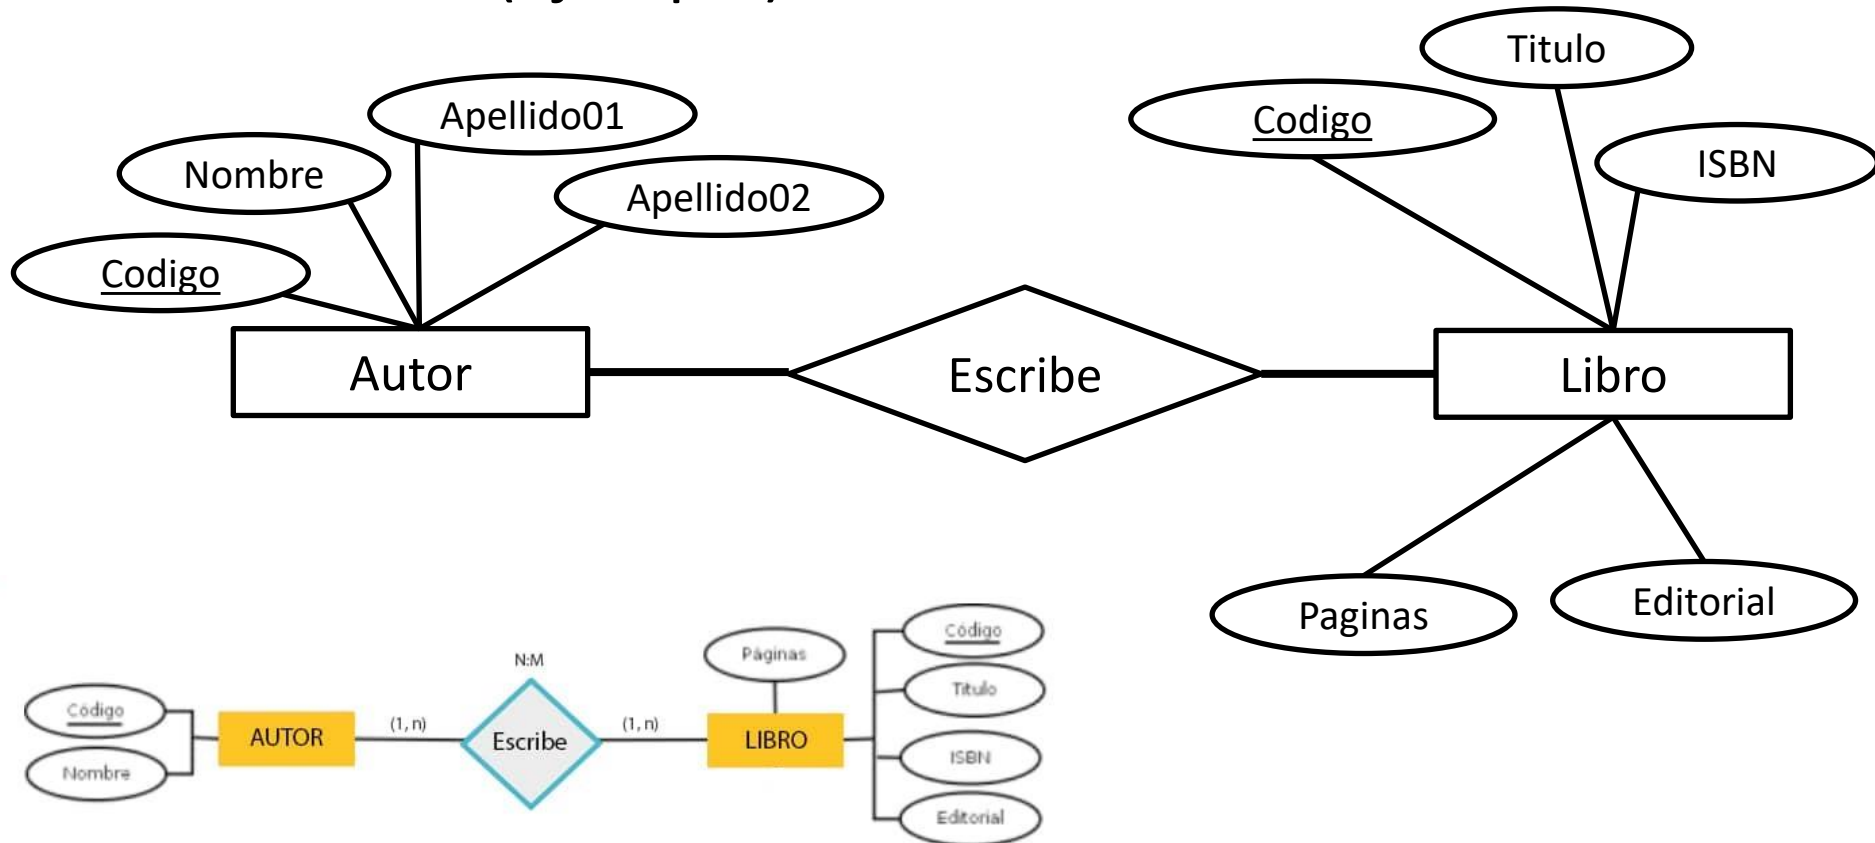 Titulo
Apellido01
Codigo
Nombre
ISBN
Apellido02
Codigo
Autor
Escribe
Libro
Paginas
Editorial
N:M
Páginas
Código
Titulo
Código
Nombre
AUTOR
(1, n)
Escribe
(1, n)
LIBRO
ISBN
Editorial